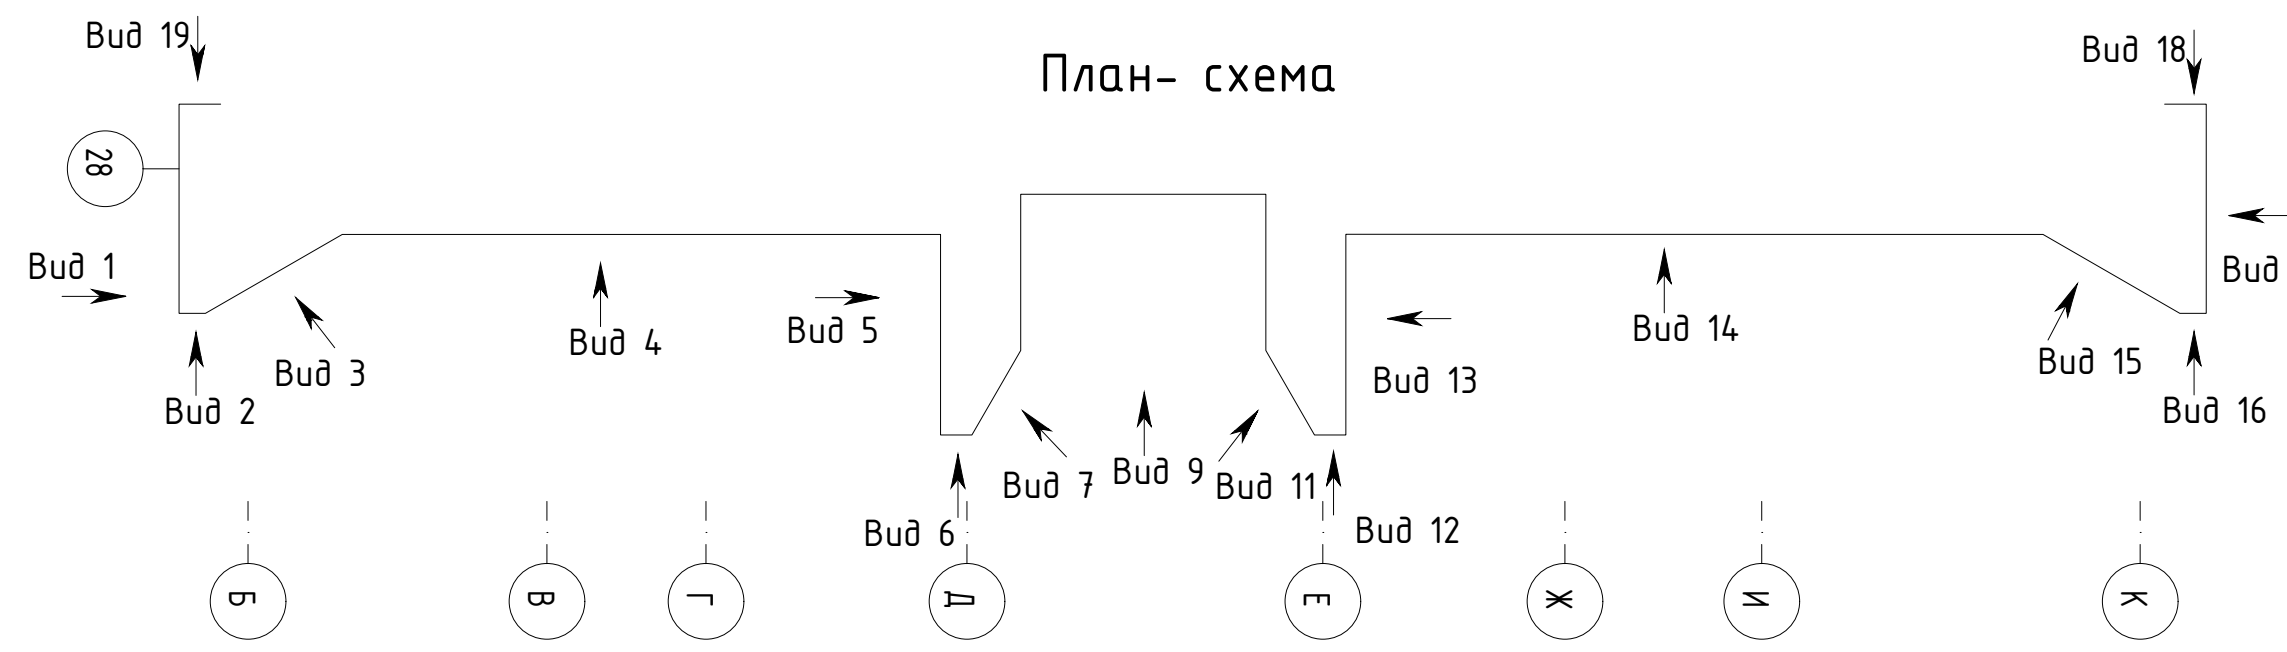 Вид 19
План- схема
Вид 18
28
Вид 1
Вид 2
Вид 3
Вид 4
Вид 5
Вид 6
Вид 7
Вид 9
Вид 11
Вид 12
Вид 13
Вид 14
Вид 15
Вид 16
Вид
Б
В
Г
Д
Е
Ж
И
К